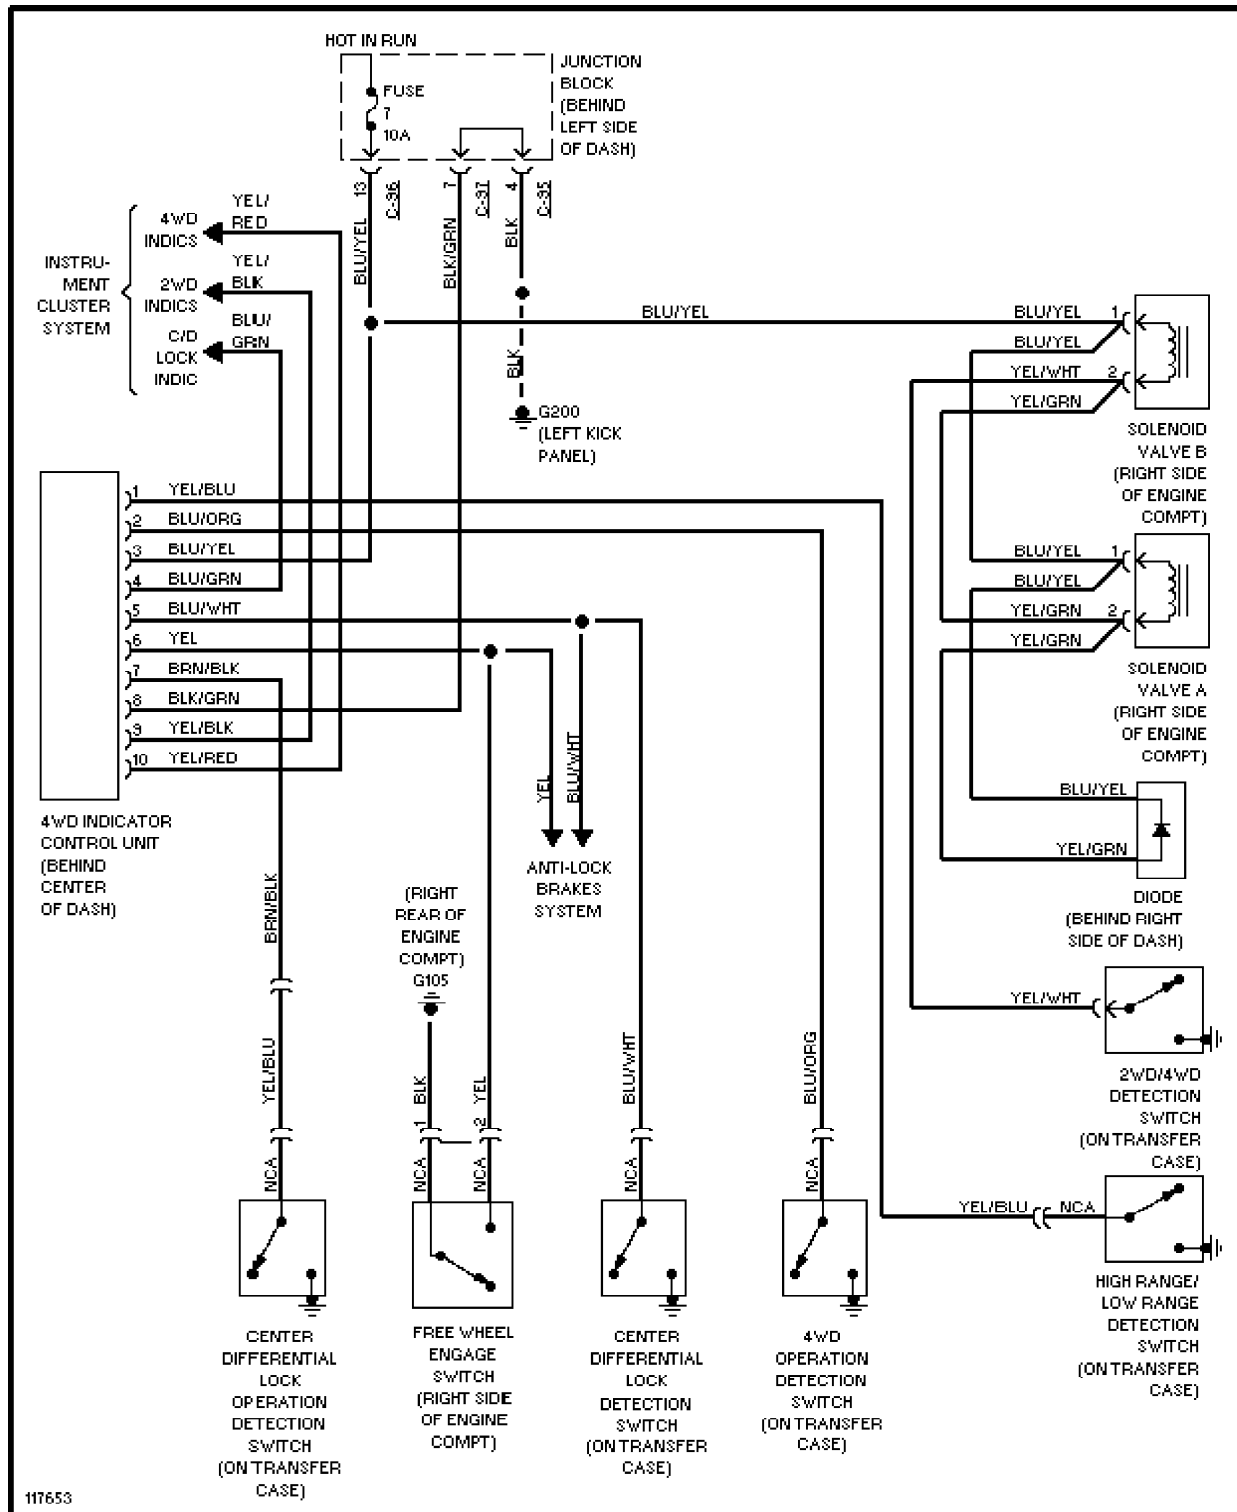 HOT IN RUN
FUSE
7
10A
JUNCTION
BLOCK
(BEHIND
LEFT SIDE
OF DASH)
13
C-96
7
C-97
4
C-95
BLU/YEL
BLK/GRN
BLK
BLK
G200
(LEFT KICK
PANEL)
INSTRU-
MENT
CLUSTER
SYSTEM
4WD
INDICS
YEL/
RED
2WD
INDICS
YEL/
BLK
C/D
LOCK
INDIC
BLU/
GRN
BLU/YEL
BLU/YEL 1
BLU/YEL
YEL/WHT 2
YEL/GRN
SOLENOID
VALVE B
(RIGHT SIDE
OF ENGINE
COMPT)
BLU/YEL 1
BLU/YEL
YEL/GRN 2
YEL/GRN
SOLENOID
VALVE A
(RIGHT SIDE
OF ENGINE
COMPT)
BLU/YEL
YEL/GRN
DIODE
(BEHIND RIGHT
SIDE OF DASH)
YEL/WHT
2WD/4WD
DETECTION
SWITCH
(ON TRANSFER
CASE)
YEL/BLU NCA
HIGH RANGE/
LOW RANGE
DETECTION
SWITCH
(ON TRANSFER
CASE)
1 YEL/BLU
2 BLU/ORG
3 BLU/YEL
4 BLU/GRN
5 BLU/WHT
6 YEL
7 BRN/BLK
8 BLK/GRN
9 YEL/BLK
10 YEL/RED
4WD INDICATOR
CONTROL UNIT
(BEHIND
CENTER
OF DASH)
YEL
BLU/WHT
ANTI-LOCK
BRAKES
SYSTEM
(RIGHT
REAR OF
ENGINE
COMPT)
G105
BRN/BLK
YEL/BLU
NCA
1 BLK
NCA
2 YEL
NCA
BLU/WHT
NCA
BLU/ORG
NCA
CENTER
DIFFERENTIAL
LOCK
OPERATION
DETECTION
SWITCH
(ON TRANSFER
CASE)
FREE WHEEL
ENGAGE
SWITCH
(RIGHT SIDE
OF ENGINE
COMPT)
CENTER
DIFFERENTIAL
LOCK
DETECTION
SWITCH
(ON TRANSFER
CASE)
4WD
OPERATION
DETECTION
SWITCH
(ON TRANSFER
CASE)
117653